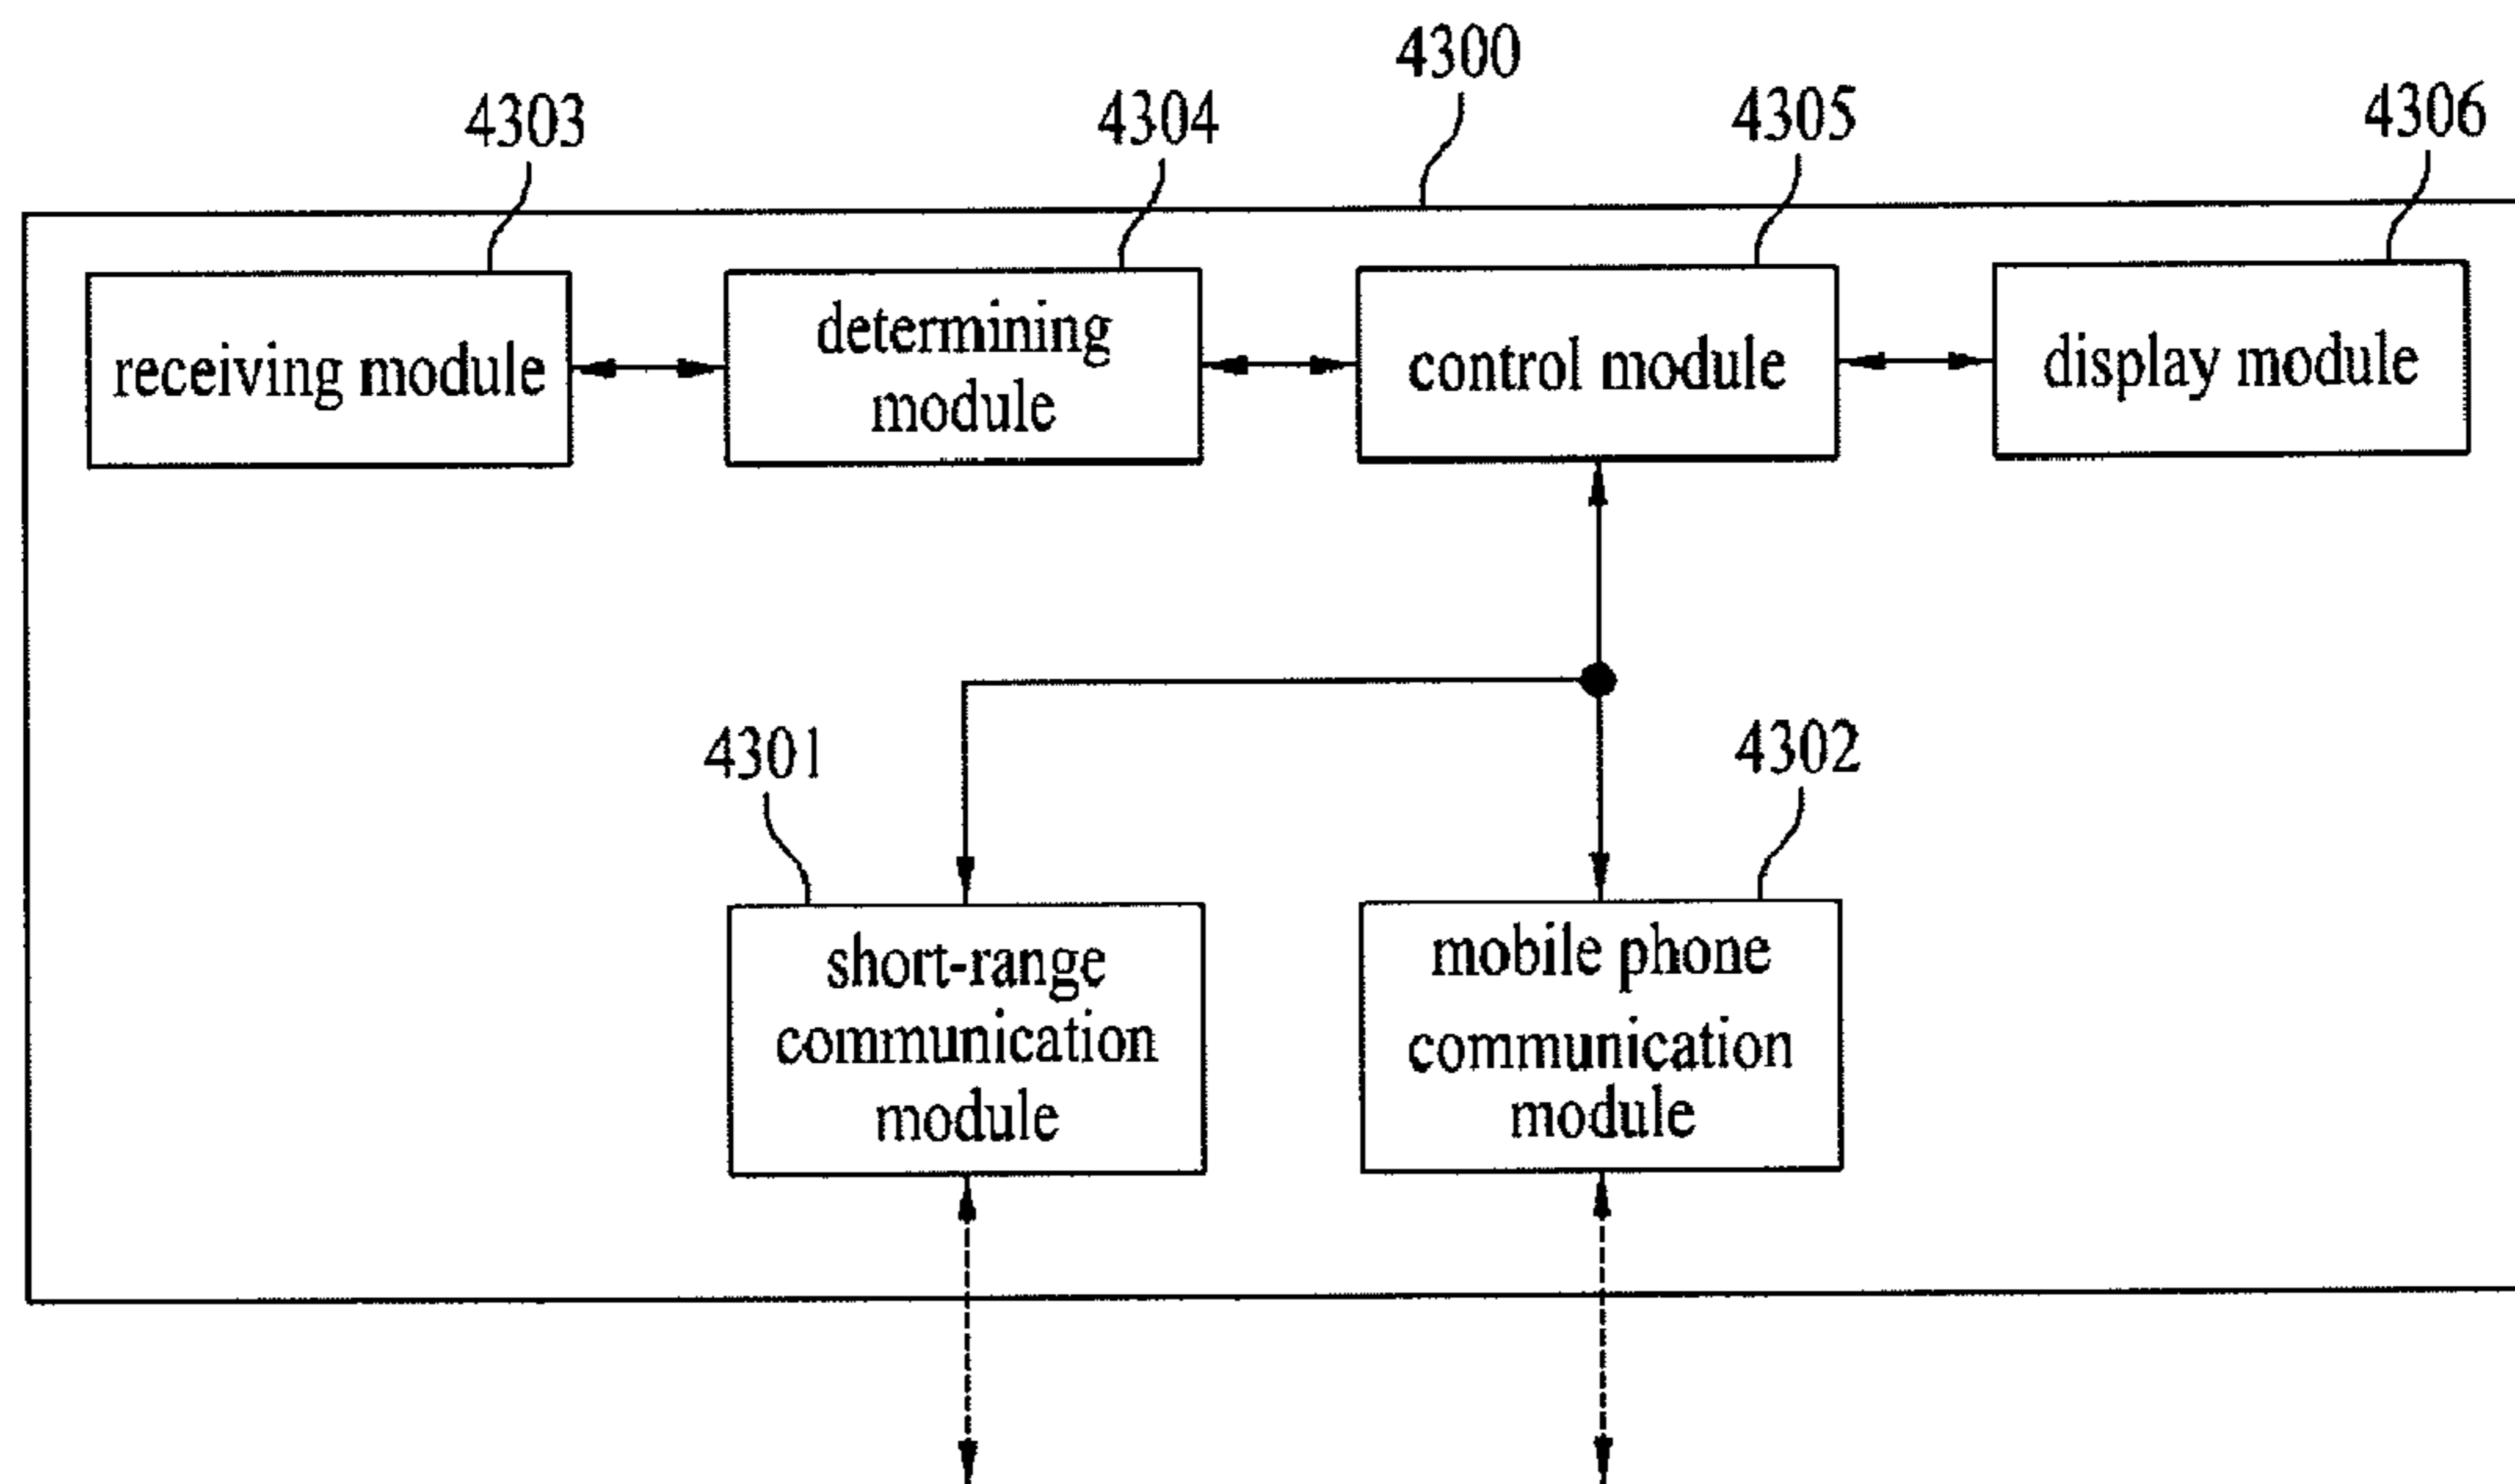 4300
4303
4304
4305
4306
receiving module
determining
module
control module
display module
4301
4302
short-range
communication
module
mobile phone
communication
module